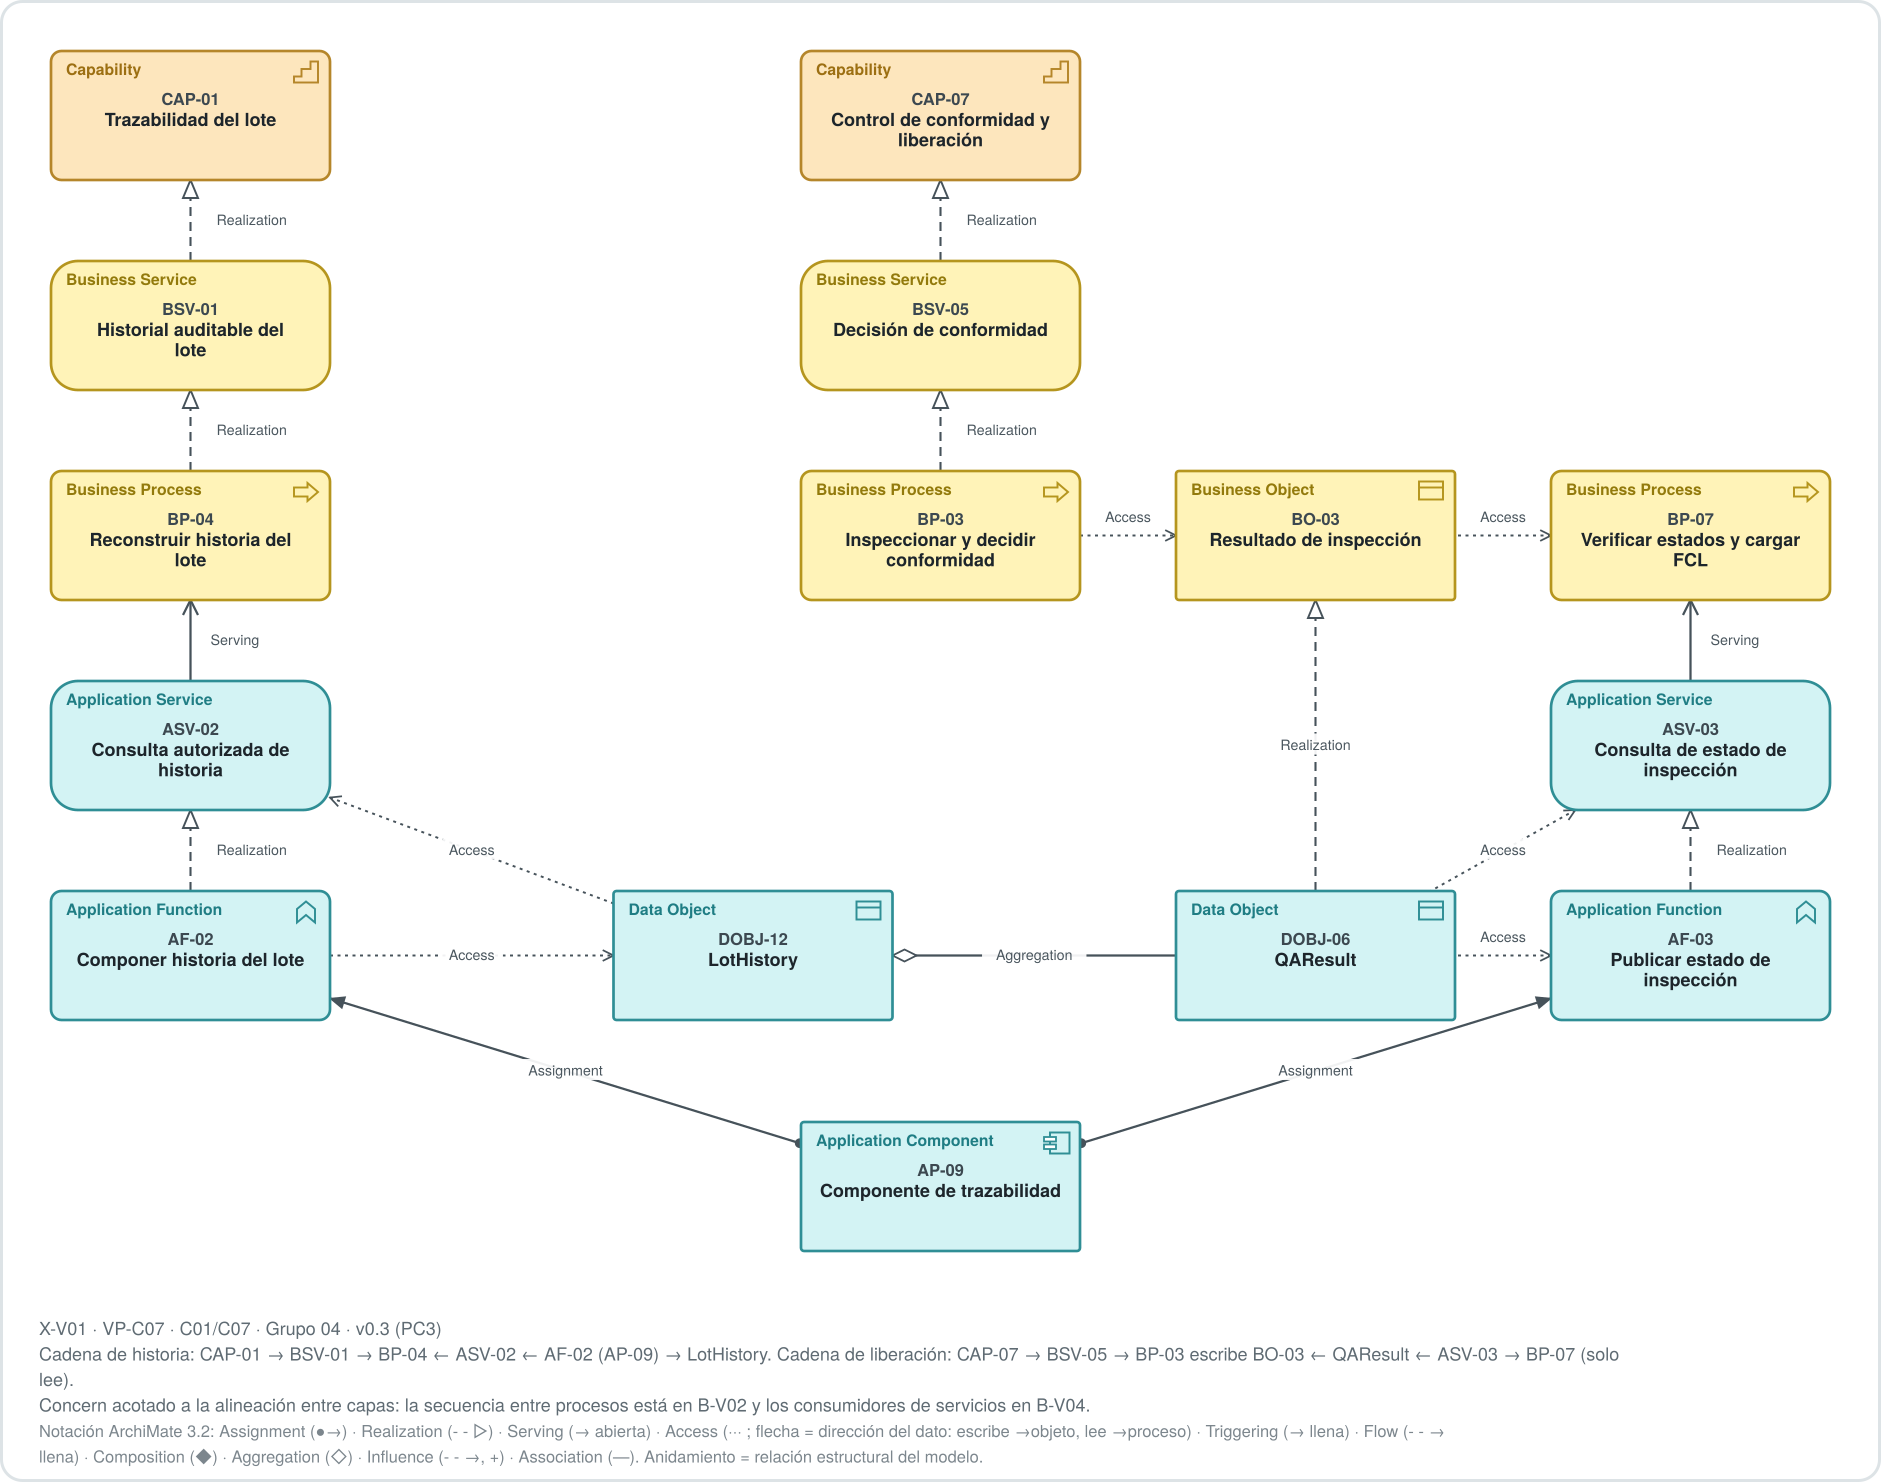 Capability
CAP-01
Trazabilidad del lote
Capability
CAP-07
Control de conformidad y
liberación
Realization
Realization
Business Service
BSV-01
Historial auditable del
lote
Business Service
BSV-05
Decisión de conformidad
Realization
Realization
Business Process
BP-04
Reconstruir historia del
lote
Business Process
BP-03
Inspeccionar y decidir
conformidad
Access
Business Object
BO-03
Resultado de inspección
Access
Business Process
BP-07
Verificar estados y cargar
FCL
Serving
Serving
Application Service
ASV-02
Consulta autorizada de
historia
Realization
Application Service
ASV-03
Consulta de estado de
inspección
Realization
Access
Access
Realization
Application Function
AF-02
Componer historia del lote
Access
Data Object
DOBJ-12
LotHistory
Aggregation
Data Object
DOBJ-06
QAResult
Access
Application Function
AF-03
Publicar estado de
inspección
Assignment
Assignment
Application Component
AP-09
Componente de trazabilidad
X-V01 · VP-C07 · C01/C07 · Grupo 04 · v0.3 (PC3)
Cadena de historia: CAP-01 → BSV-01 → BP-04 ← ASV-02 ← AF-02 (AP-09) → LotHistory. Cadena de liberación: CAP-07 → BSV-05 → BP-03 escribe BO-03 ← QAResult ← ASV-03 → BP-07 (solo
lee).
Concern acotado a la alineación entre capas: la secuencia entre procesos está en B-V02 y los consumidores de servicios en B-V04.
Notación ArchiMate 3.2: Assignment (●→) · Realization (- - ▷) · Serving (→ abierta) · Access (··· ; flecha = dirección del dato: escribe →objeto, lee →proceso) · Triggering (→ llena) · Flow (- - →
llena) · Composition (◆) · Aggregation (◇) · Influence (- - →, +) · Association (—). Anidamiento = relación estructural del modelo.